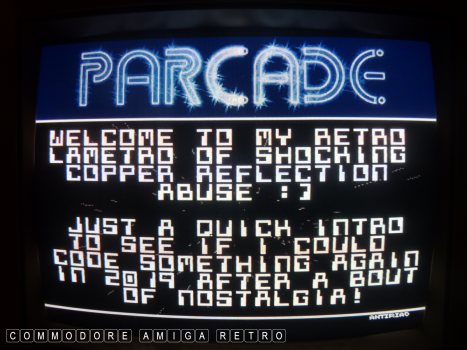 PARCADE
WELCOME TO MY RETRO
LAMETRO OF SHOCKING
COPPER REFLECTION
ABUSE :]
JUST A QUICK INTRO
TO SEE IF I COULD
CODE SOMETHING AGAIN
IN 2019 AFTER A BOUT
OF NOSTALGIA!
ANTIRIAD
COMMODORE AMIGA RETRO